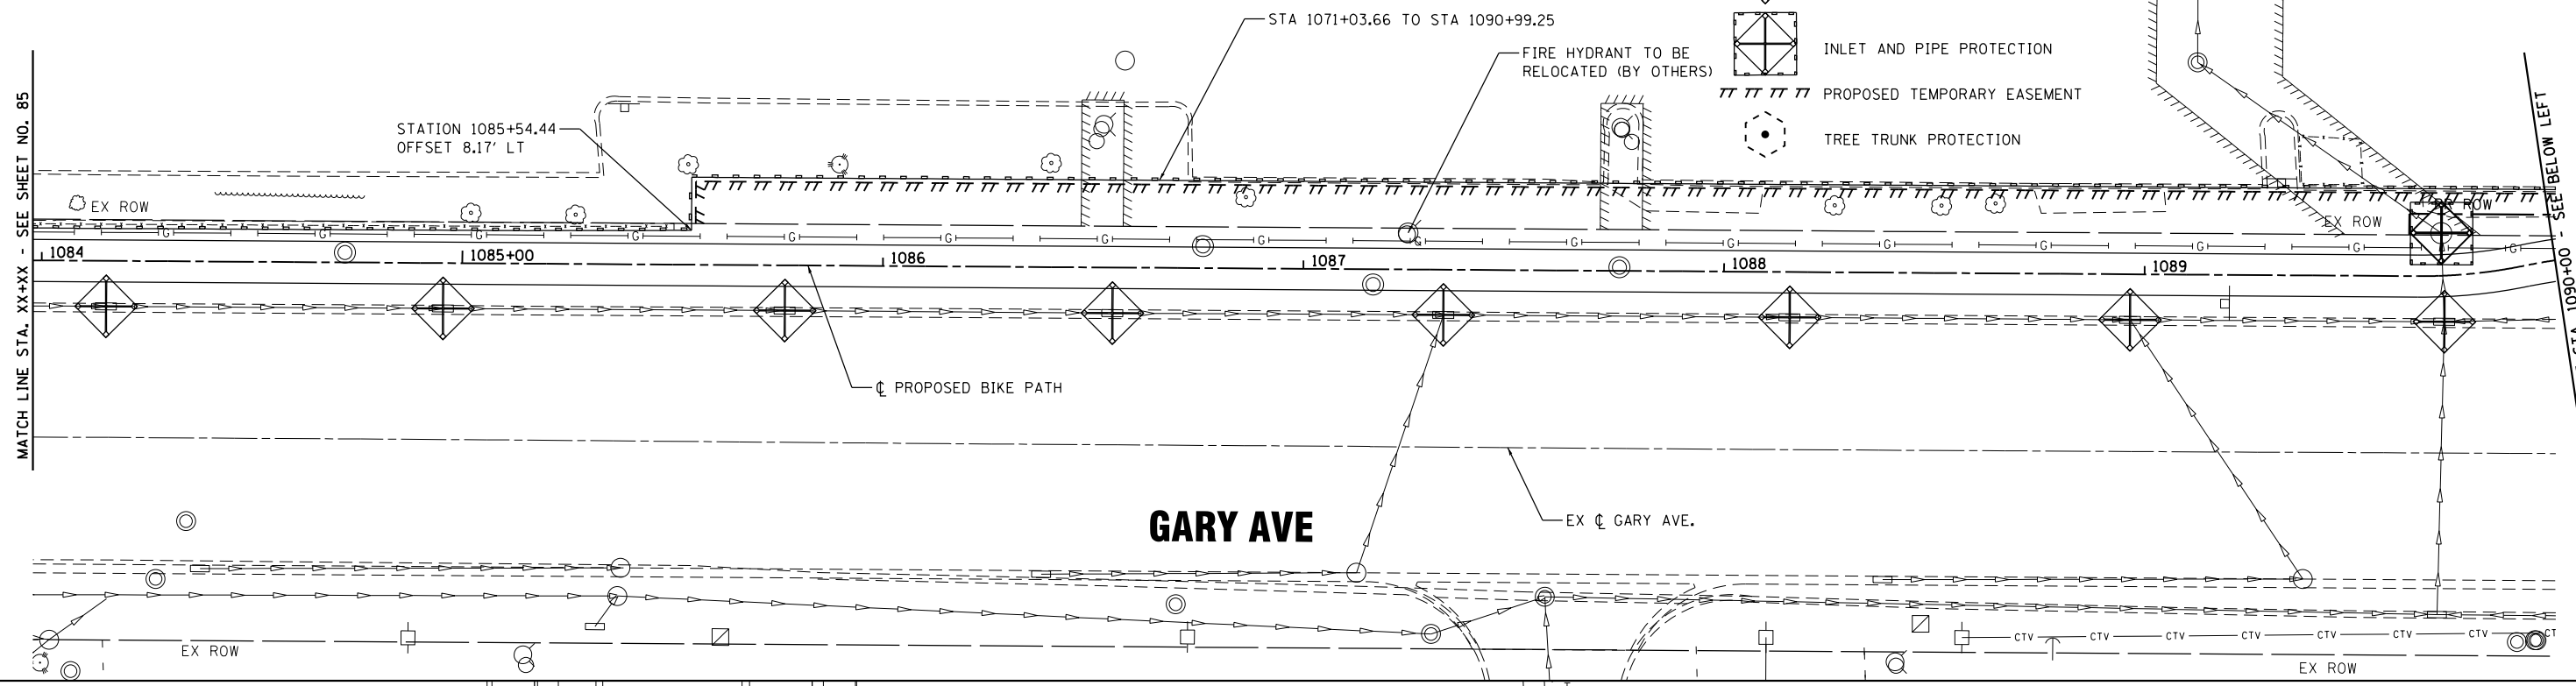 STA 1071+03.66 TO STA 1090+99.25
FIRE HYDRANT TO BE
RELOCATED (BY OTHERS)
INLET AND PIPE PROTECTION
PROPOSED TEMPORARY EASEMENT
TREE TRUNK PROTECTION
MATCH LINE STA. XX+XX - SEE SHEET NO. 85
STATION 1085+54.44
OFFSET 8.17' LT
EX ROW
EX ROW
ROW
G G G G G G G G G G G G G G G G
1084
1085+00
1086
1087
1088
1089
1090+00 - SEE BELOW LEFT
℄ PROPOSED BIKE PATH
GARY AVE
EX ℄ GARY AVE.
CTV CTV CTV CTV CTV CTV CTV CT
EX ROW
EX ROW